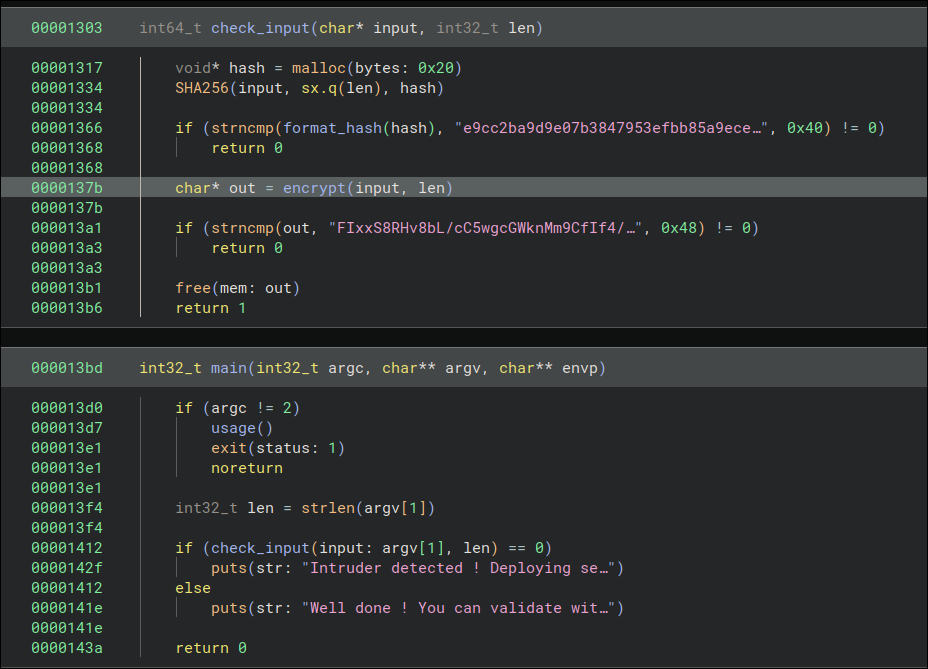 00001303 int64_t check_input(char* input, int32_t len)
00001317 void* hash = malloc(bytes: 0x20)
00001334 SHA256(input, sx.q(len), hash)
00001334
00001366 if (strncmp(format_hash(hash), "e9cc2ba9d9e07b3847953efbb85a9ece…", 0x40) != 0)
00001368 return 0
00001368
0000137b char* out = encrypt(input, len)
0000137b
000013a1 if (strncmp(out, "FIxxS8RHv8bL/cC5wgcGWknMm9CfIf4/…", 0x48) != 0)
000013a3 return 0
000013a3
000013b1 free(mem: out)
000013b6 return 1
000013bd int32_t main(int32_t argc, char** argv, char** envp)
000013d0 if (argc != 2)
000013d7 usage()
000013e1 exit(status: 1)
000013e1 noreturn
000013e1
000013f4 int32_t len = strlen(argv[1])
000013f4
00001412 if (check_input(input: argv[1], len) == 0)
0000142f puts(str: "Intruder detected ! Deploying se…")
00001412 else
0000141e puts(str: "Well done ! You can validate wit…")
0000141e
0000143a return 0